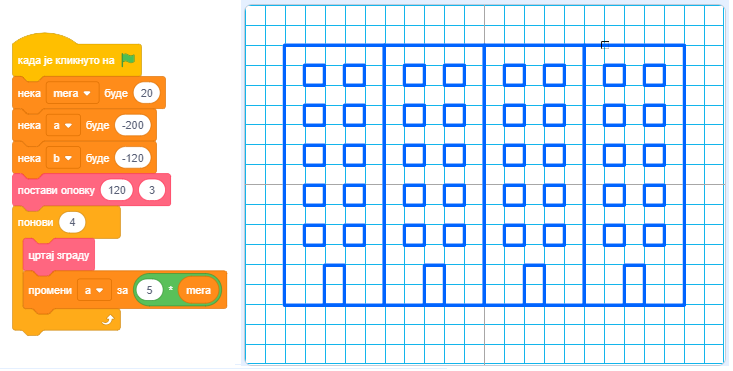 када је кликнуто на
нека мега буде 20
нека a буде -200
нека b буде -120
постави оловку 120 3
понови 4
цртај зграду
промени a за 5 * мега